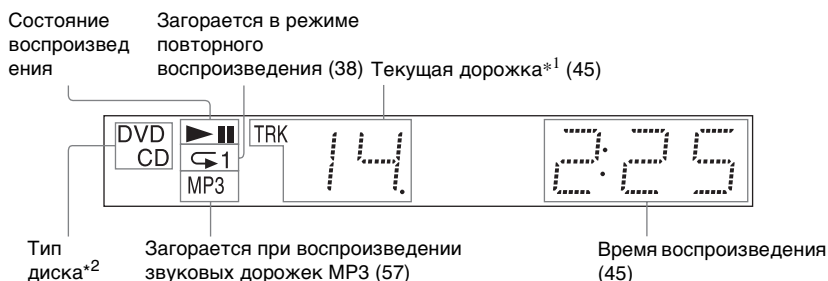 Состояние
воспроизвед
ения
Загорается в режиме
повторного
воспроизведения (38)
Текущая дорожка*1 (45)
DVD
CD
1
MP3
TRK
14.
2:25
Тип
диска*2
Загорается при воспроизведении
звуковых дорожек MP3 (57)
Время воспроизведения
(45)